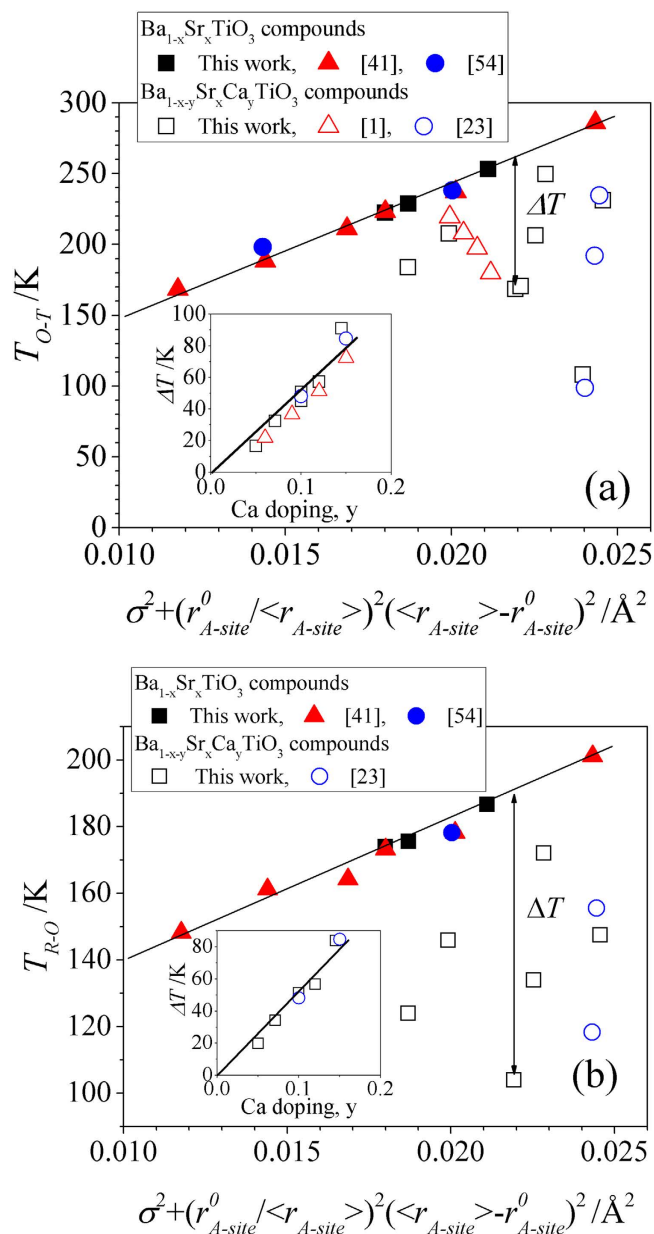 Ba1-xSrxTiO3 compounds
This work, [41], [54]
Ba1-x-ySrxCayTiO3 compounds
This work, [1], [23]
300
250
200
150
100
50
0
TO-T /K
ΔT
100
80
60
40
20
0
ΔT /K
0.0 0.1 0.2
Ca doping, y
(a)
0.010 0.015 0.020 0.025
σ²+(r⁰A-site/<rA-site>)²(<rA-site>-r⁰A-site)² /Å²
Ba1-xSrxTiO3 compounds
This work, [41], [54]
Ba1-x-ySrxCayTiO3 compounds
This work, [23]
200
180
160
140
120
100
TR-O /K
ΔT
80
60
40
20
0
ΔT /K
0.0 0.1 0.2
Ca doping, y
(b)
0.010 0.015 0.020 0.025
σ²+(r⁰A-site/<rA-site>)²(<rA-site>-r⁰A-site)² /Å²